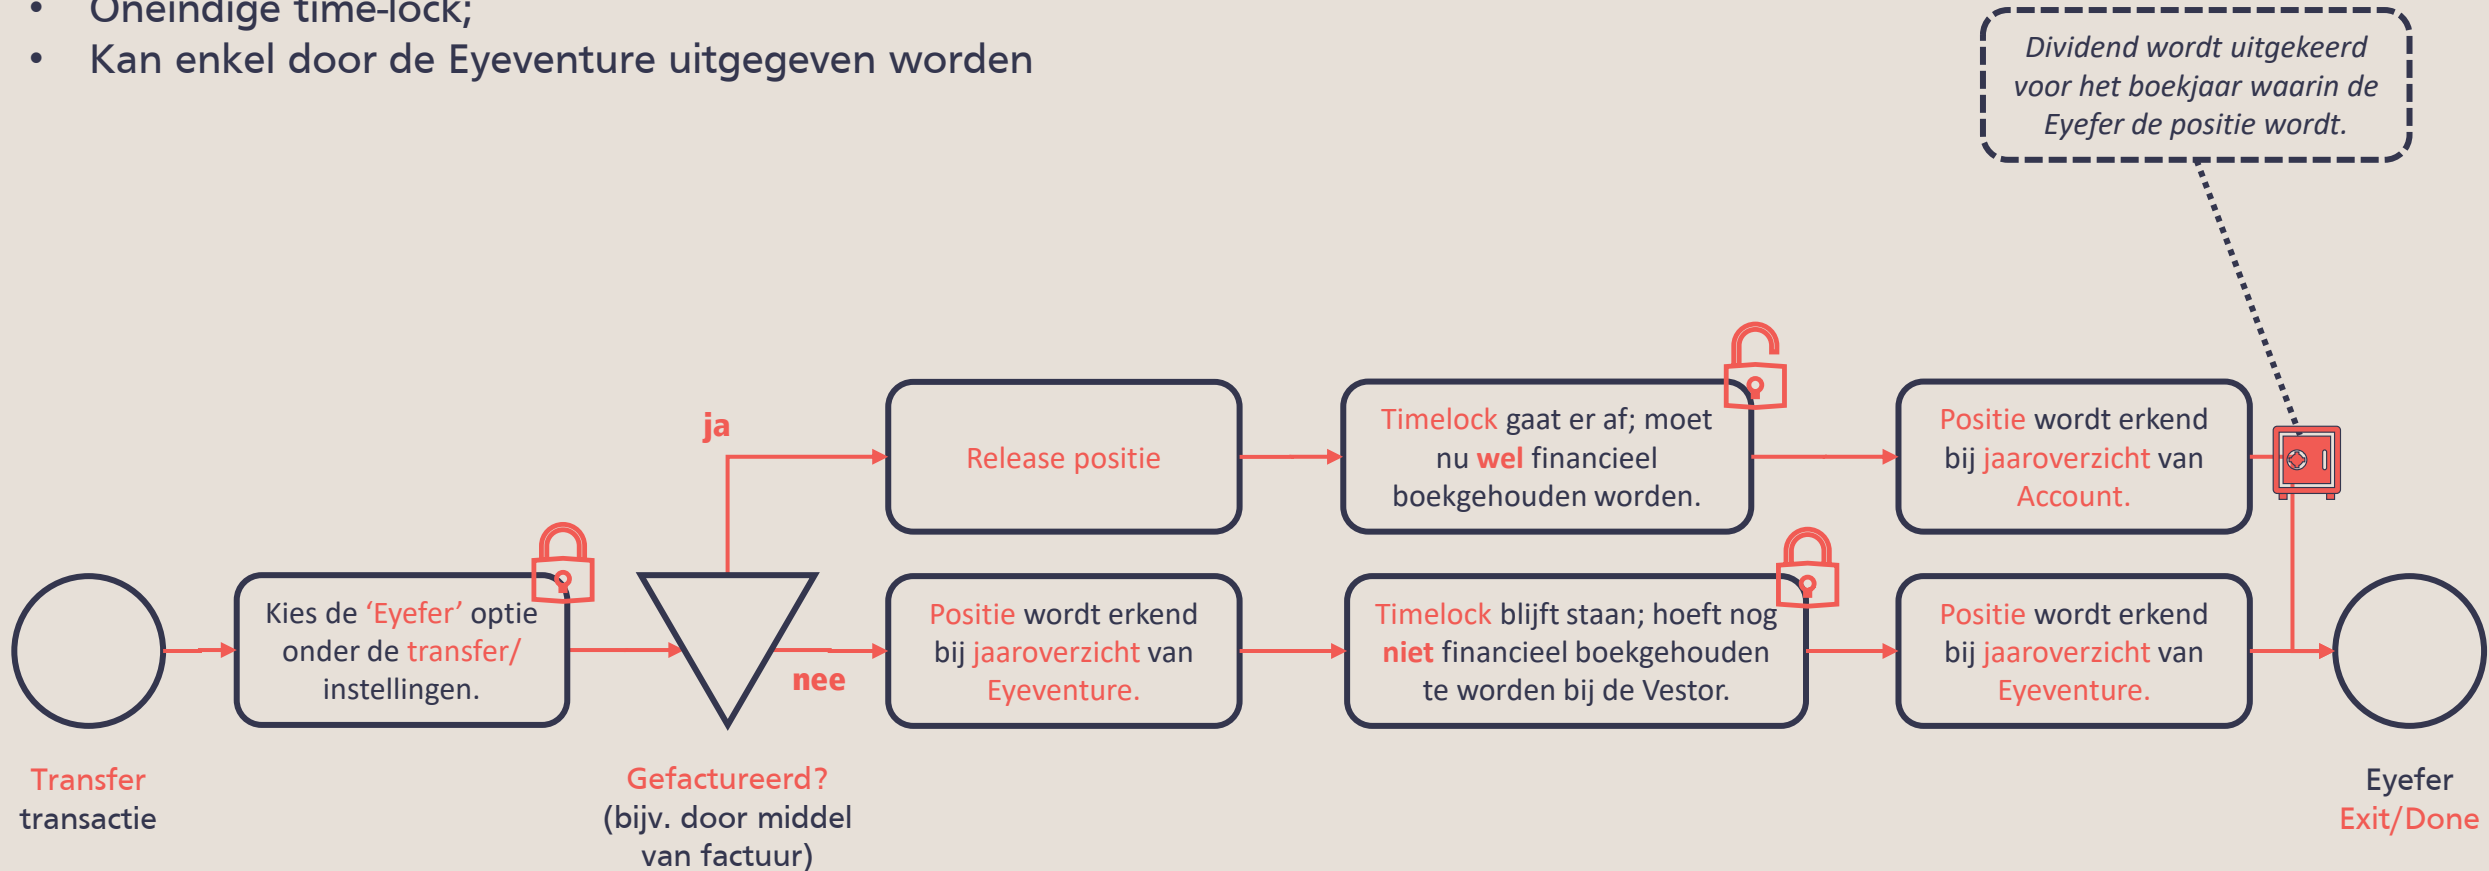 • Oneindige time-lock;
• Kan enkel door de Eyeventure uitgegeven worden
Dividend wordt uitgekeerd
voor het boekjaar waarin de
Eyefer de positie wordt.
ja
Release positie
Timelock gaat er af; moet
nu wel financieel
boekgehouden worden.
Positie wordt erkend
bij jaaroverzicht van
Account.
Kies de ‘Eyefer’ optie
onder de transfer/
instellingen.
nee
Positie wordt erkend
bij jaaroverzicht van
Eyeventure.
Timelock blijft staan; hoeft nog
niet financieel boekgehouden
te worden bij de Vestor.
Positie wordt erkend
bij jaaroverzicht van
Eyeventure.
Transfer
transactie
Gefactureerd?
(bijv. door middel
van factuur)
Eyefer
Exit/Done